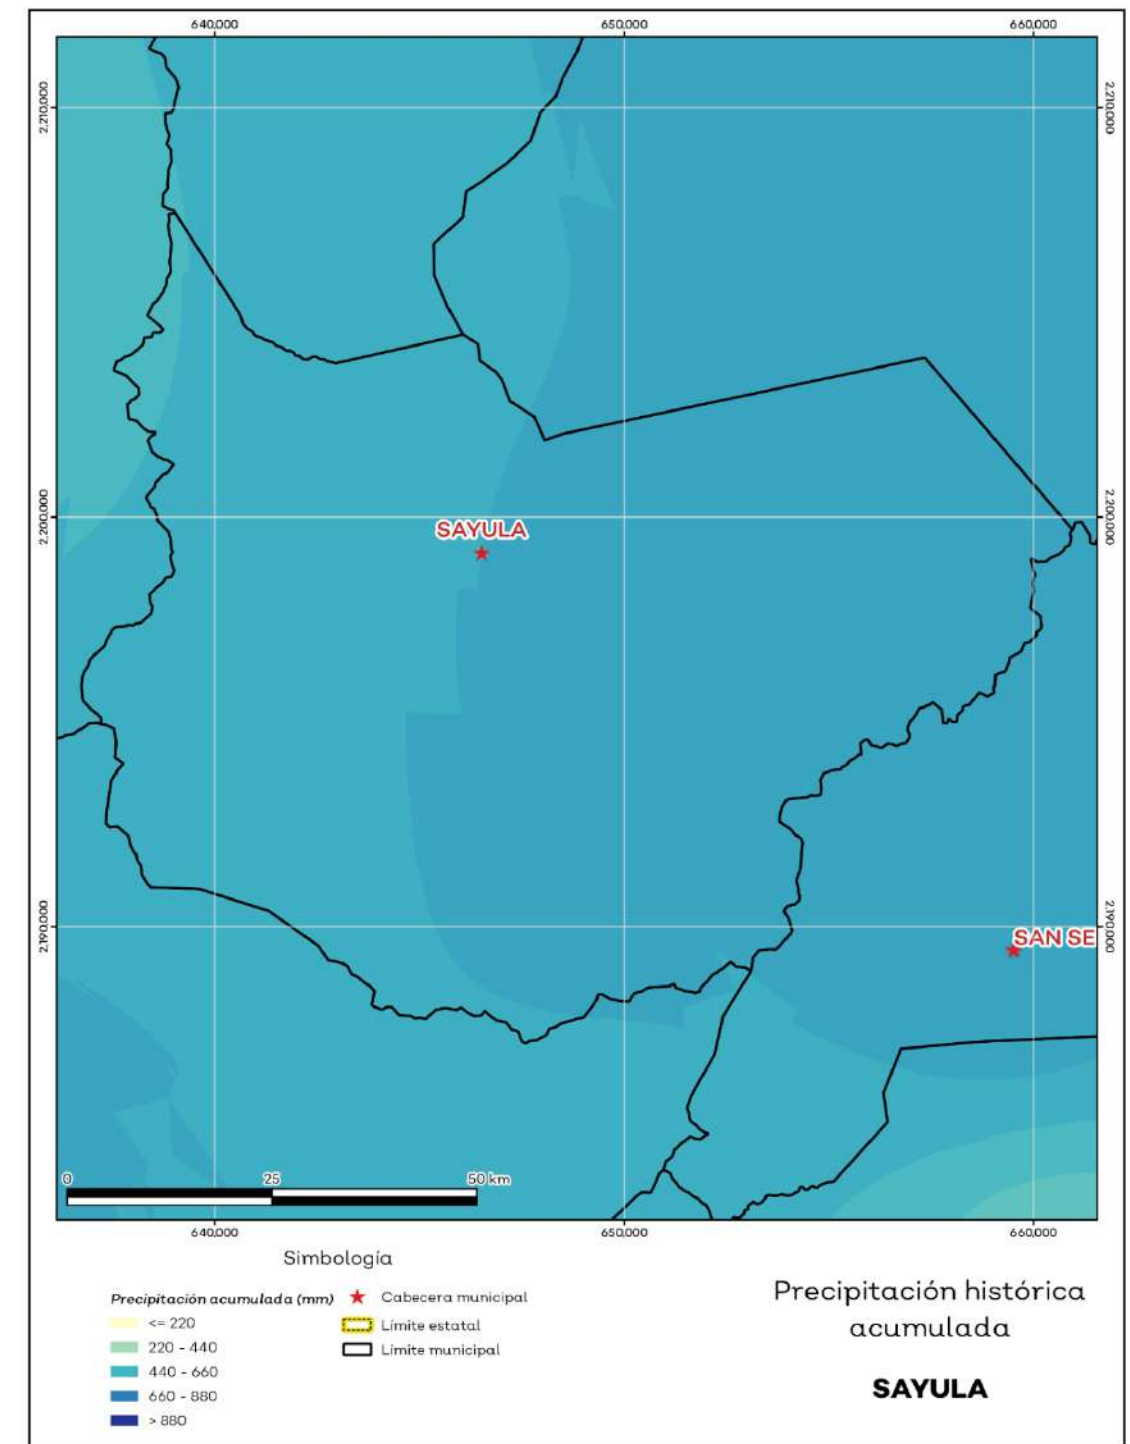 640,000 650,000 660,000
2,210,000 2,210,000
2,200,000 2,200,000
SAYULA
2,190,000 2,190,000
SAN SE
0 25 50 km
640,000 650,000 660,000
Simbología
Precipitación acumulada (mm)
<= 220
220 - 440
440 - 660
660 - 880
> 880
Cabecera municipal
Límite estatal
Límite municipal
Precipitación histórica
acumulada
SAYULA